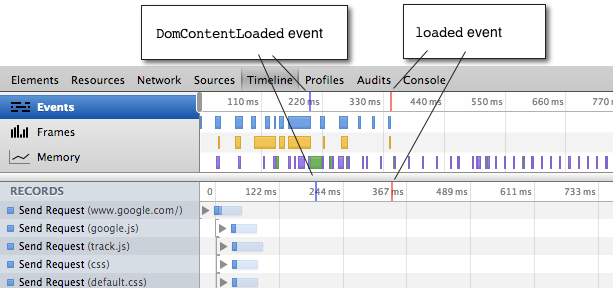 DomContentLoaded event
loaded event
Elements Resources Network Sources Timeline Profiles Audits Console
Events
110 ms 220 ms 330 ms 440 ms 550 ms 660 ms 770 ms
Frames
Memory
RECORDS
0 122 ms 244 ms 367 ms 489 ms 611 ms 733 ms
Send Request (www.google.com/)
Send Request (google.js)
Send Request (track.js)
Send Request (css)
Send Request (default.css)